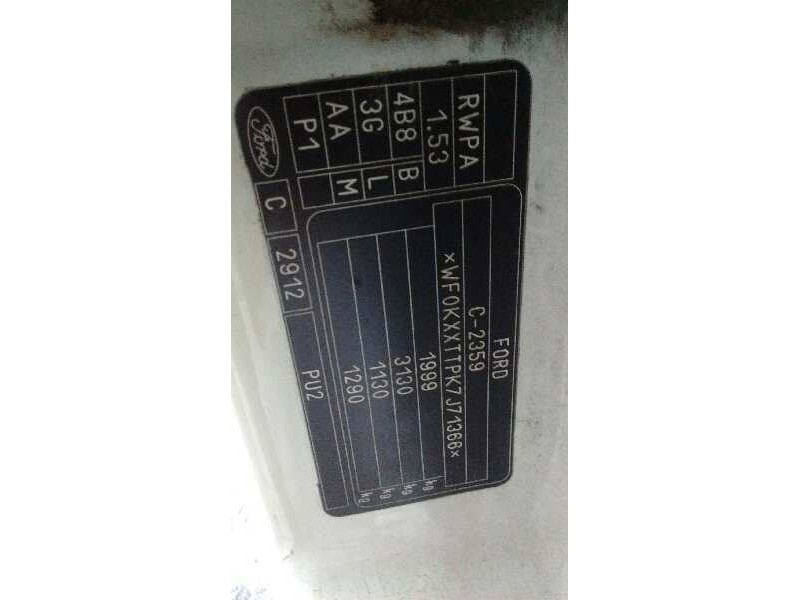 FORD
C-2359
*WF0KXXTTPK7J71366*
1999 kg
3130 kg
1130 kg
1290 kg
RWPA
1.53
4B8 B
3G L
AA M
P1
Ford C 2912 PU2